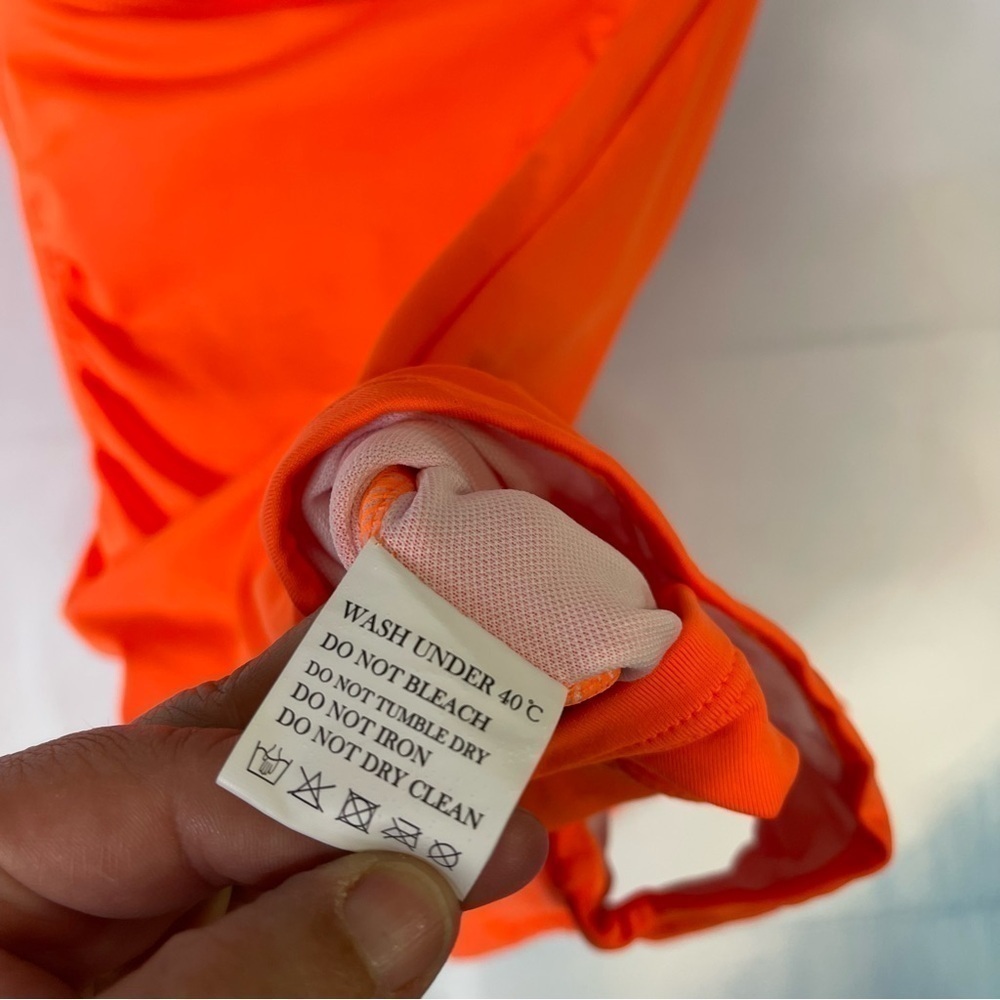 WASH UNDER 40℃
DO NOT BLEACH
DO NOT TUMBLE DRY
DO NOT IRON
DO NOT DRY CLEAN